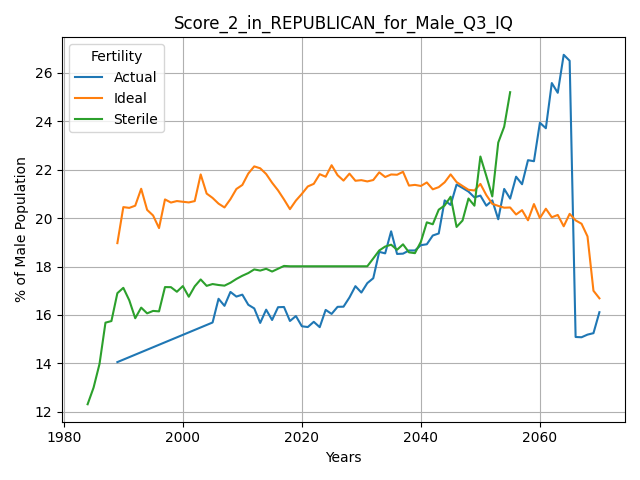 Score_2_in_REPUBLICAN_for_Male_Q3_IQ
Fertility
Actual
Ideal
Sterile
% of Male Population
26
24
22
20
18
16
14
12
1980
2000
2020
2040
2060
Years